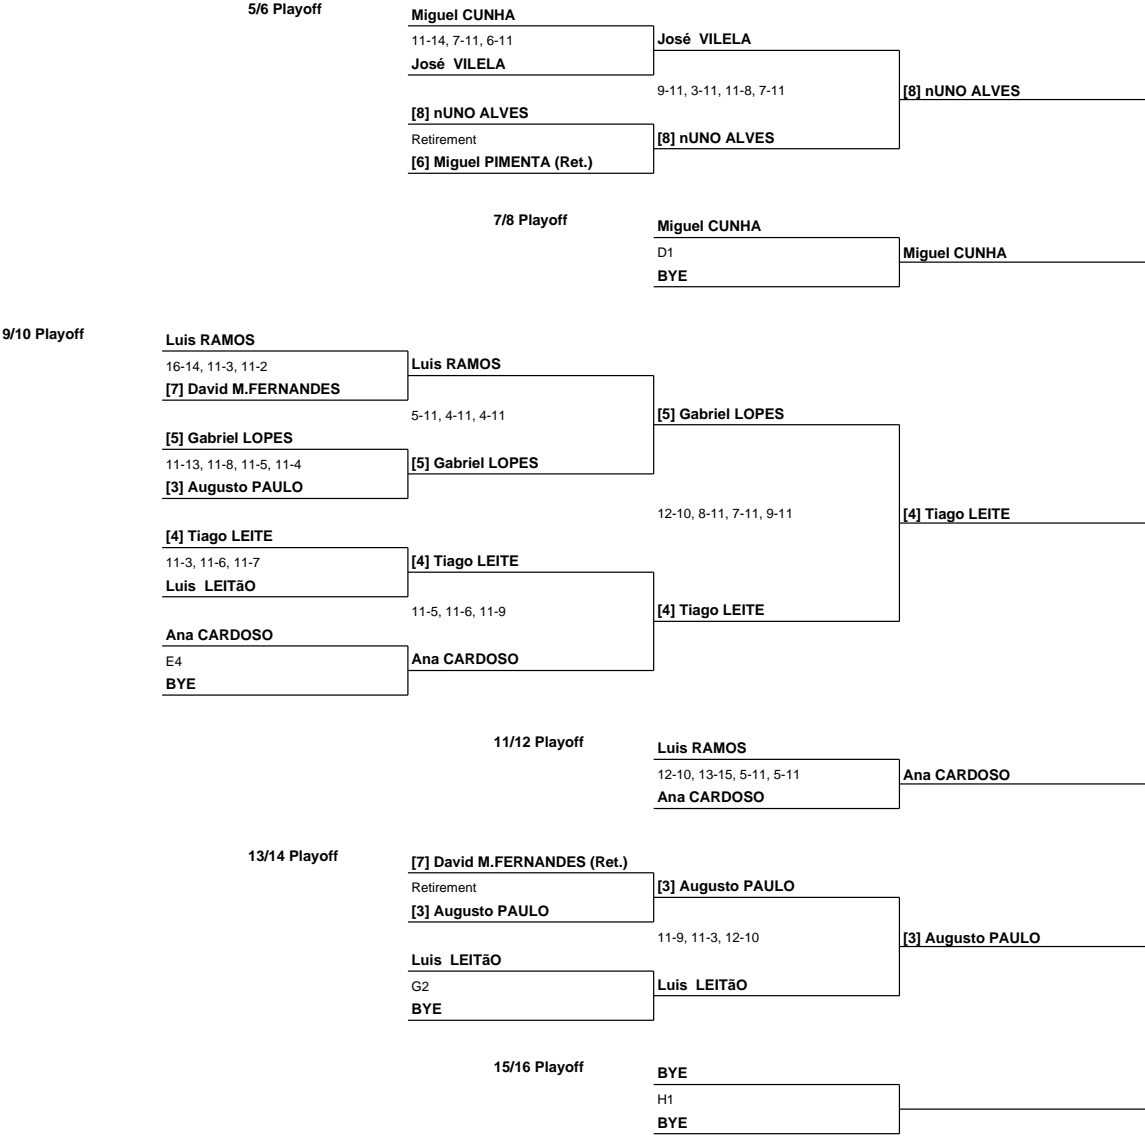 5/6 Playoff
Miguel CUNHA
11-14, 7-11, 6-11
José  VILELA
José  VILELA
9-11, 3-11, 11-8, 7-11
[8] nUNO ALVES
[8] nUNO ALVES
Retirement
[6] Miguel PIMENTA (Ret.)
[8] nUNO ALVES
7/8 Playoff
Miguel CUNHA
D1
BYE
Miguel CUNHA
9/10 Playoff
Luis RAMOS
16-14, 11-3, 11-2
[7] David M.FERNANDES
Luis RAMOS
5-11, 4-11, 4-11
[5] Gabriel LOPES
[5] Gabriel LOPES
11-13, 11-8, 11-5, 11-4
[3] Augusto PAULO
[5] Gabriel LOPES
12-10, 8-11, 7-11, 9-11
[4] Tiago LEITE
[4] Tiago LEITE
11-3, 11-6, 11-7
Luis  LEITãO
[4] Tiago LEITE
11-5, 11-6, 11-9
[4] Tiago LEITE
Ana CARDOSO
E4
BYE
Ana CARDOSO
11/12 Playoff
Luis RAMOS
12-10, 13-15, 5-11, 5-11
Ana CARDOSO
Ana CARDOSO
13/14 Playoff
[7] David M.FERNANDES (Ret.)
Retirement
[3] Augusto PAULO
[3] Augusto PAULO
11-9, 11-3, 12-10
[3] Augusto PAULO
Luis  LEITãO
G2
BYE
Luis  LEITãO
15/16 Playoff
BYE
H1
BYE